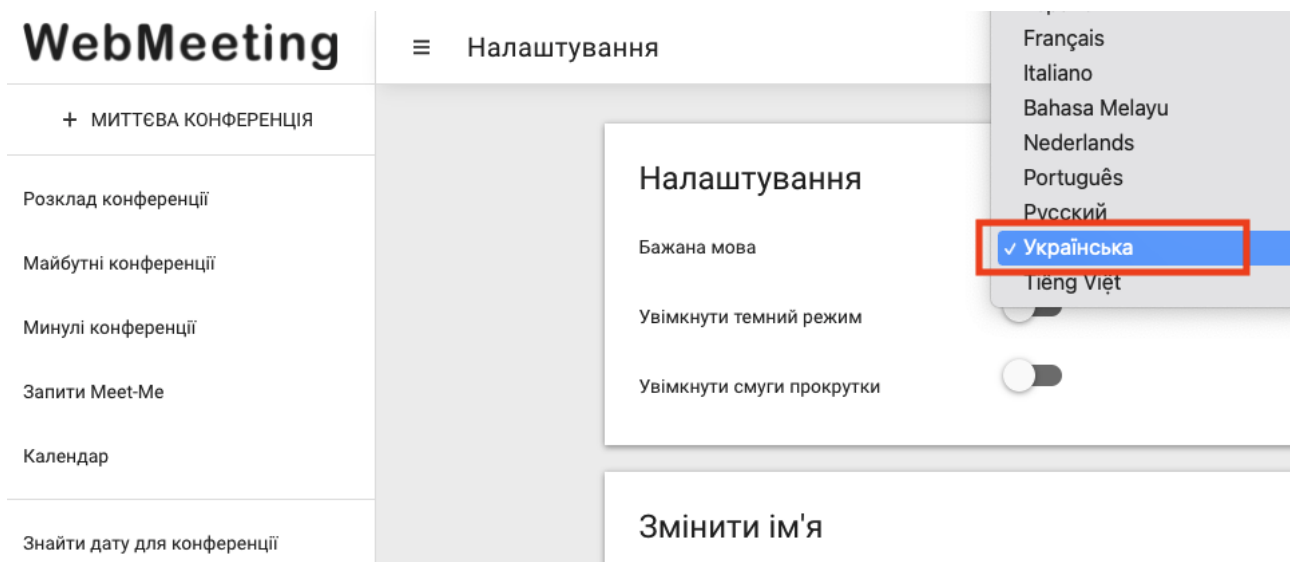 WebMeeting
≡ Налаштування
+ МИТТЄВА КОНФЕРЕНЦІЯ
Розклад конференції
Майбутні конференції
Минулі конференції
Запити Meet-Me
Календар
Знайти дату для конференції
Налаштування
Бажана мова
Français
Italiano
Bahasa Melayu
Nederlands
Português
Русский
✓ Українська
Tiếng Việt
Увімкнути темний режим
Увімкнути смуги прокрутки
Змінити ім'я